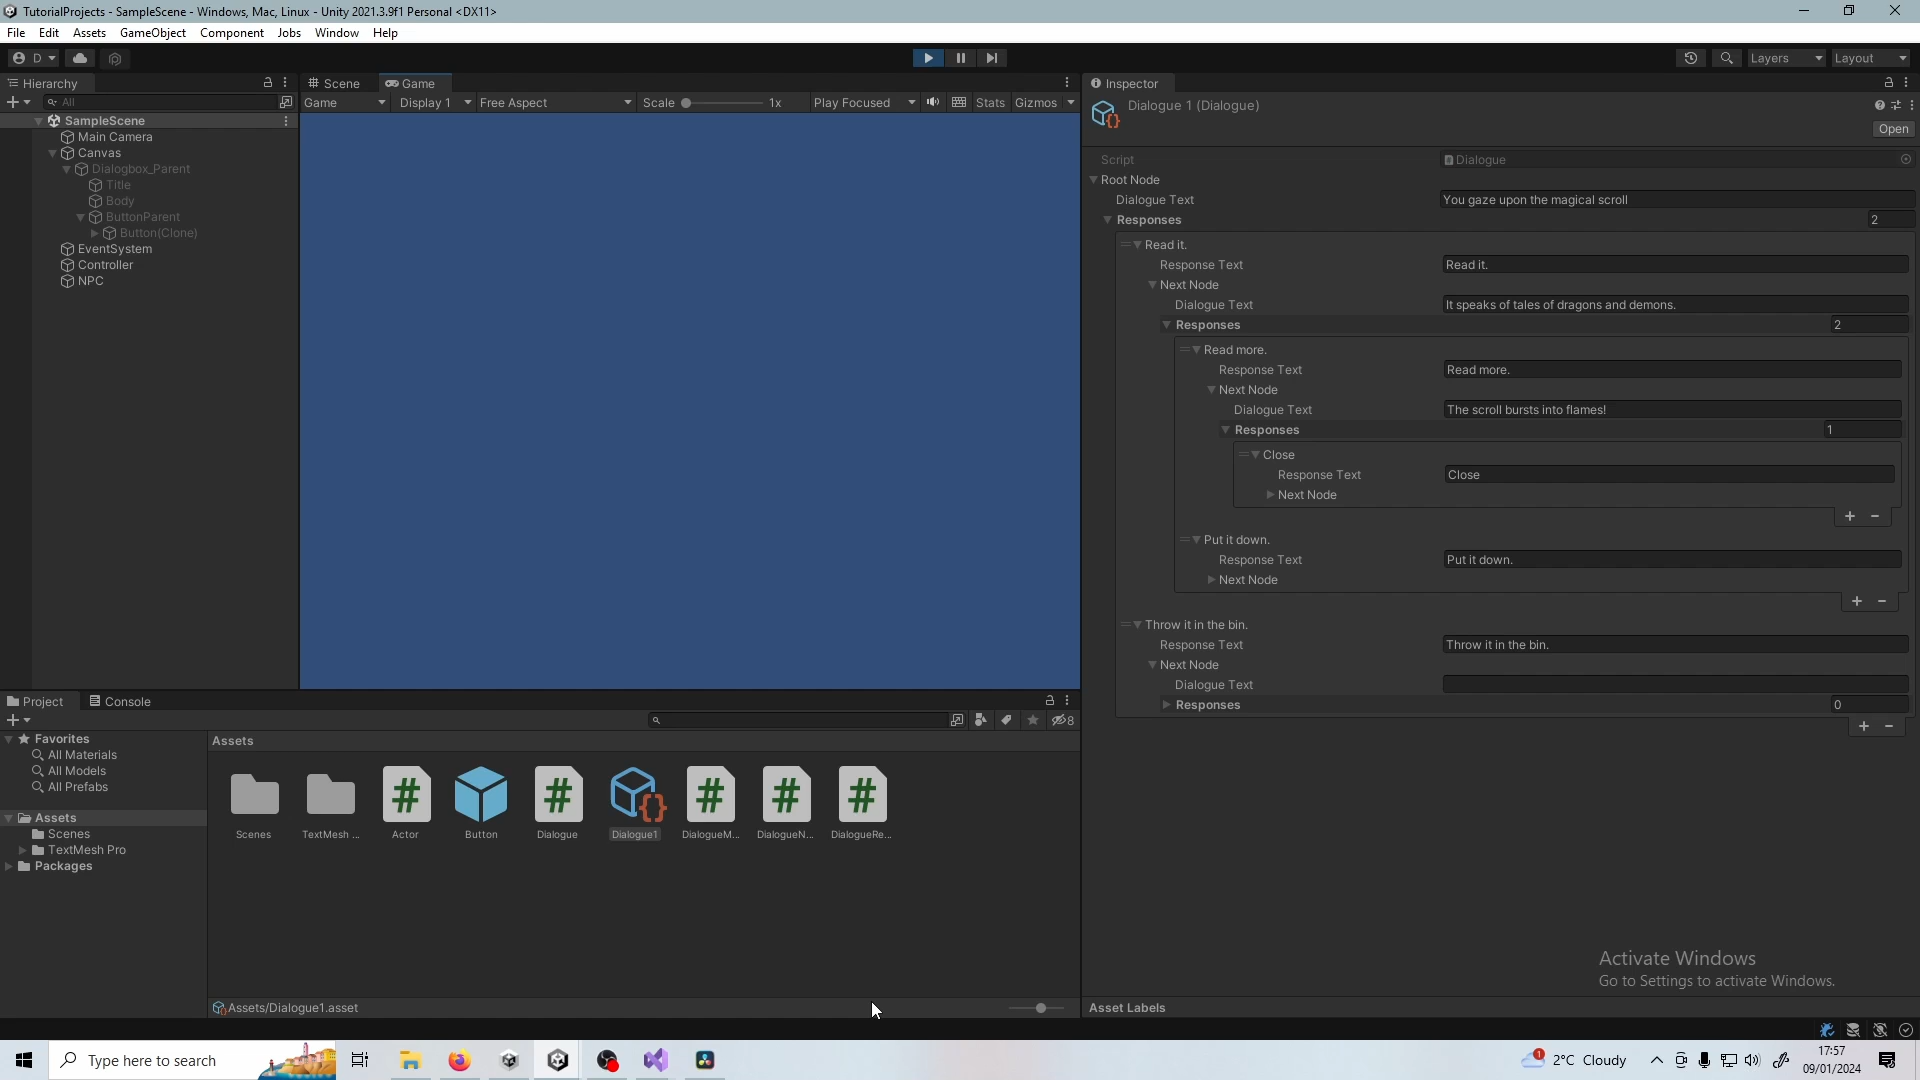 TutorialProjects - SampleScene - Windows, Mac, Linux - Unity 2021.3.9f1 Personal <DX11>
File Edit Assets GameObject Component Jobs Window Help
D Layers Layout
Hierarchy
All
SampleScene
Main Camera
Canvas
Dialogbox_Parent
Title
Body
ButtonParent
Button(Clone)
EventSystem
Controller
NPC
Scene Game
Game Display 1 Free Aspect Scale 1x Play Focused Stats Gizmos
Inspector
Dialogue 1 (Dialogue)
Open
Script Dialogue
Root Node
Dialogue Text You gaze upon the magical scroll
Responses 2
Read it.
Response Text Read it.
Next Node
Dialogue Text It speaks of tales of dragons and demons.
Responses 2
Read more.
Response Text Read more.
Next Node
Dialogue Text The scroll bursts into flames!
Responses 1
Close
Response Text Close
Next Node
Put it down.
Response Text Put it down.
Next Node
Throw it in the bin.
Response Text Throw it in the bin.
Next Node
Dialogue Text
Responses 0
Project Console
8
Favorites
All Materials
All Models
All Prefabs
Assets
Scenes
TextMesh Pro
Packages
Assets
Scenes TextMesh ... Actor Button Dialogue Dialogue1 DialogueM... DialogueN... DialogueRe...
Assets/Dialogue1.asset
Activate Windows
Go to Settings to activate Windows.
Asset Labels
Type here to search
1 2°C Cloudy
17:57
09/01/2024